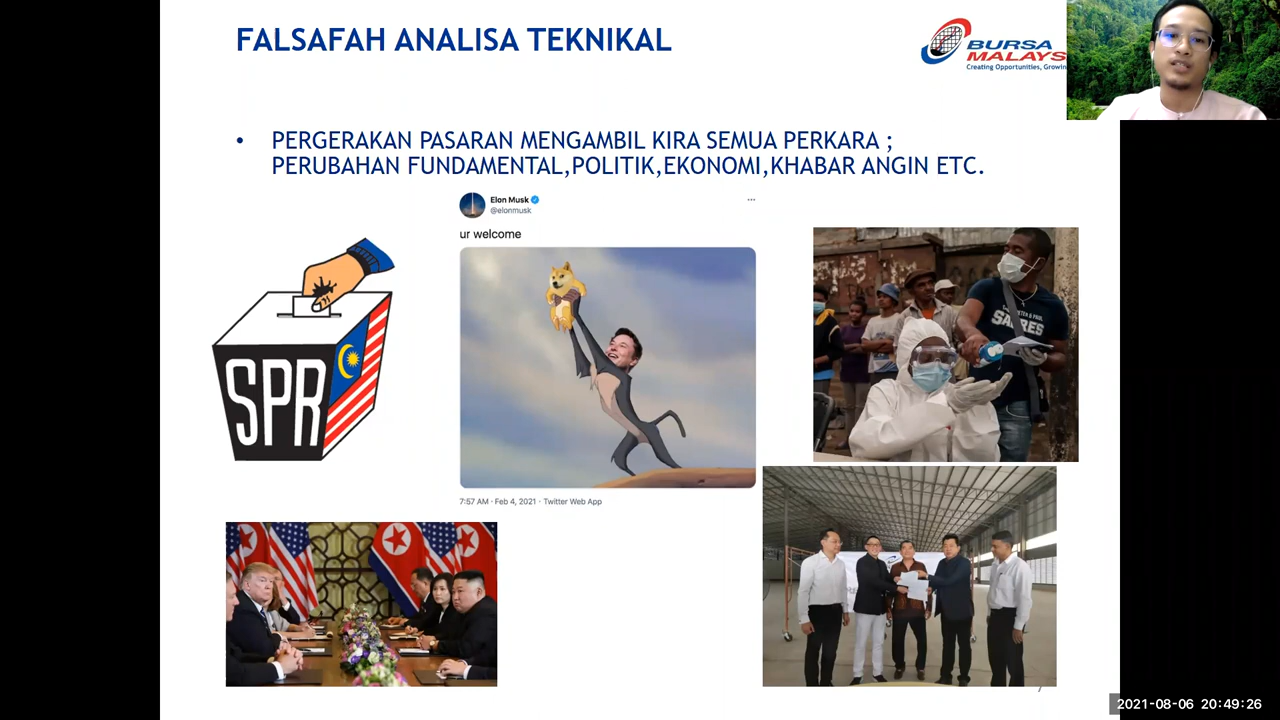 FALSAFAH ANALISA TEKNIKAL
BURSA
MALAYS
Creating Opportunities, Growin
• PERGERAKAN PASARAN MENGAMBIL KIRA SEMUA PERKARA ;
PERUBAHAN FUNDAMENTAL,POLITIK,EKONOMI,KHABAR ANGIN ETC.
Elon Musk
@elonmusk
ur welcome
7:57 AM · Feb 4, 2021 · Twitter Web App
SPR
7
2021-08-06 20:49:26